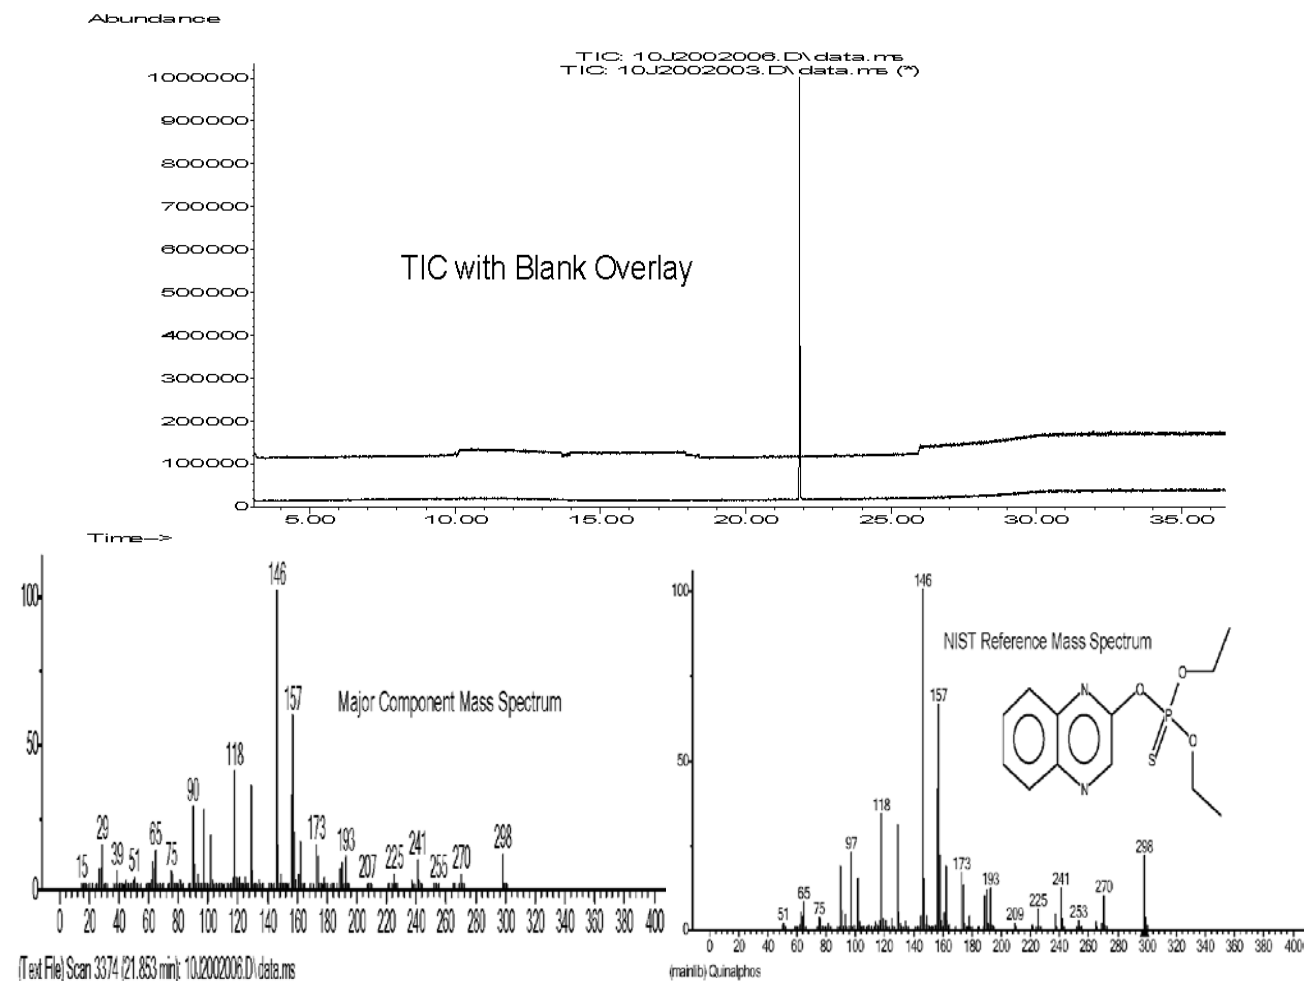 Abundance
TIC: 10J2002006.D\data.ms
TIC: 10J2002003.D\data.ms (*)
1000000
900000
800000
700000
600000
500000
400000
300000
200000
100000
0
TIC with Blank Overlay
5.00 10.00 15.00 20.00 25.00 30.00 35.00
Time-->
100
50
0
146
157
118
90
29
15
39
51
65
75
173
193
207
225
241
255
270
298
Major Component Mass Spectrum
0 20 40 60 80 100 120 140 160 180 200 220 240 260 280 300 320 340 360 380 400
(Text File) Scan 3374 (21.853 min): 10J2002006.D\data.ms
100
50
0
146
157
118
97
51
65
75
173
193
209
225
241
253
270
298
NIST Reference Mass Spectrum
N
N
O
P
S
O
O
0 20 40 60 80 100 120 140 160 180 200 220 240 260 280 300 320 340 360 380 400
(mainlib) Quinalphos